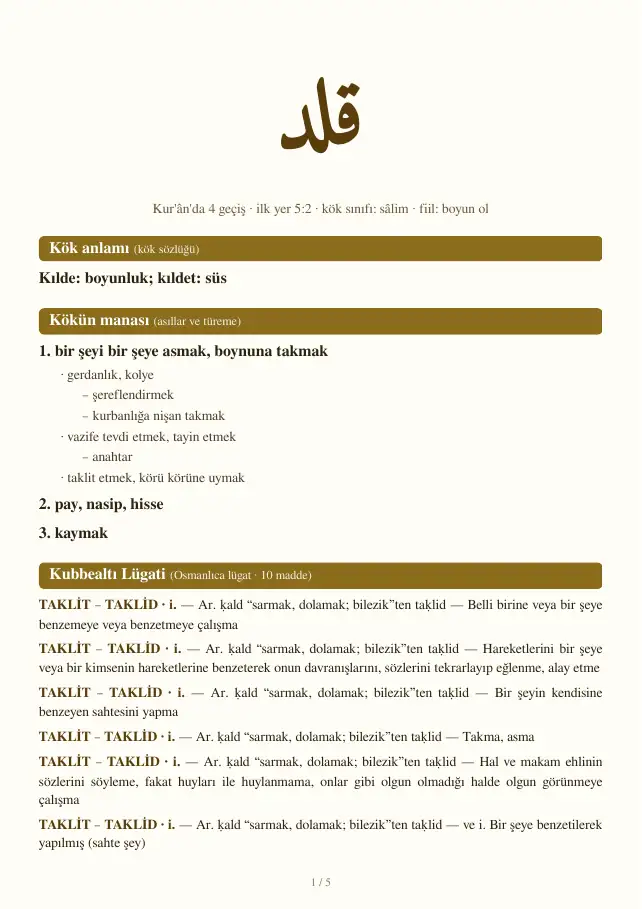 قلد
Kur'ân'da 4 geçiş · ilk yer 5:2 · kök sınıfı: sâlim · fiil: boyun ol
Kök anlamı (kök sözlüğü)
Kılde: boyunluk; kıldet: süs
Kökün manası (asıllar ve türeme)
1. bir şeyi bir şeye asmak, boynuna takmak
· gerdanlık, kolye
– şereflendirmek
– kurbanlığa nişan takmak
· vazife tevdi etmek, tayin etmek
– anahtar
· taklit etmek, körü körüne uymak
2. pay, nasip, hisse
3. kaymak
Kubbealtı Lügati (Osmanlıca lügat · 10 madde)
TAKLİT – TAKLİD · i. — Ar. ḳald “sarmak, dolamak; bilezik”ten taḳlid — Belli birine veya bir şeye
benzemeye veya benzetmeye çalışma
TAKLİT – TAKLİD · i. — Ar. ḳald “sarmak, dolamak; bilezik”ten taḳlid — Hareketlerini bir şeye
veya bir kimsenin hareketlerine benzeterek onun davranışlarını, sözlerini tekrarlayıp eğlenme, alay etme
TAKLİT – TAKLİD · i. — Ar. ḳald “sarmak, dolamak; bilezik”ten taḳlid — Bir şeyin kendisine
benzeyen sahtesini yapma
TAKLİT – TAKLİD · i. — Ar. ḳald “sarmak, dolamak; bilezik”ten taḳlid — Takma, asma
TAKLİT – TAKLİD · i. — Ar. ḳald “sarmak, dolamak; bilezik”ten taḳlid — Hal ve makam ehlinin
sözlerini söyleme, fakat huyları ile huylanmama, onlar gibi olgun olmadığı halde olgun görünmeye
çalışma
TAKLİT – TAKLİD · i. — Ar. ḳald “sarmak, dolamak; bilezik”ten taḳlid — ve i. Bir şeye benzetilerek
yapılmış (sahte şey)
1 / 5